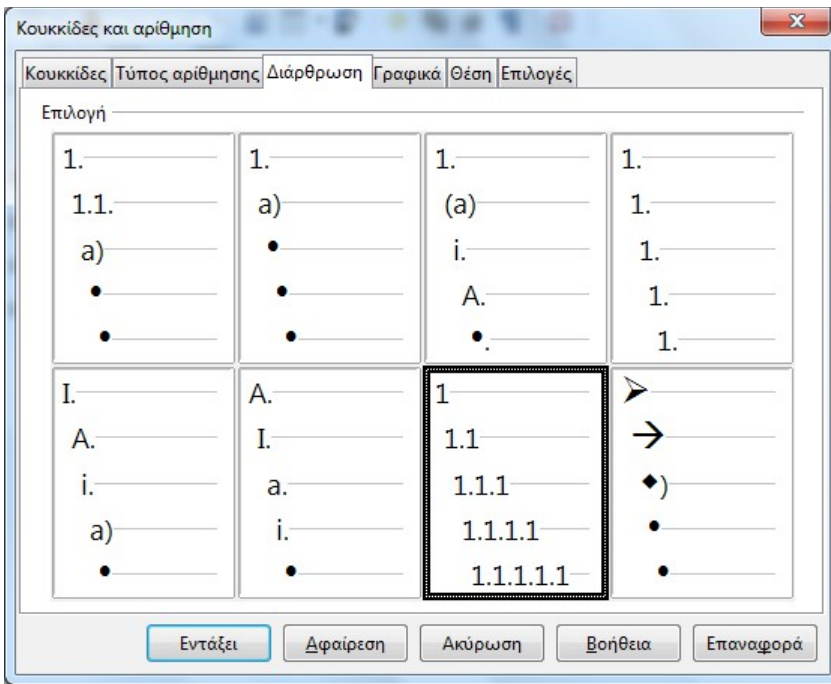 Κουκκίδες και αρίθμηση
Κουκκίδες Τύπος αρίθμησης Διάρθρωση Γραφικά Θέση Επιλογές
Επιλογή
1. 1. 1. 1.
1.1. a) (a) 1.
a) • i. 1.
• • A. 1.
• • •. 1.
I. A. 1 ➢
A. I. 1.1 →
i. a. 1.1.1 ◆)
a) i. 1.1.1.1 •
• • 1.1.1.1.1 •
Εντάξει Αφαίρεση Ακύρωση Βοήθεια Επαναφορά